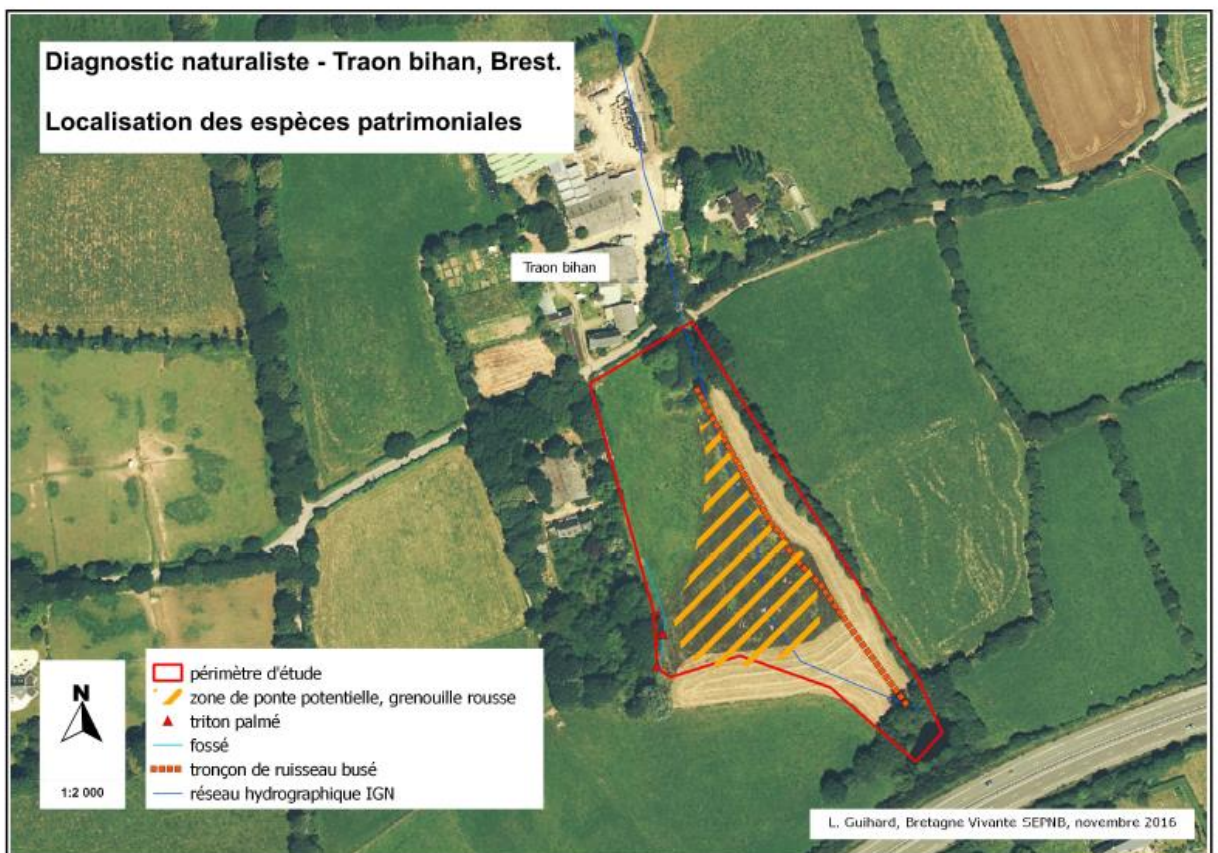 Diagnostic naturaliste - Traon bihan, Brest.
Localisation des espèces patrimoniales
Traon bihan
N
1:2 000
périmètre d'étude
zone de ponte potentielle, grenouille rousse
triton palmé
fossé
tronçon de ruisseau busé
réseau hydrographique IGN
L. Guihard, Bretagne Vivante SEPNB, novembre 2016